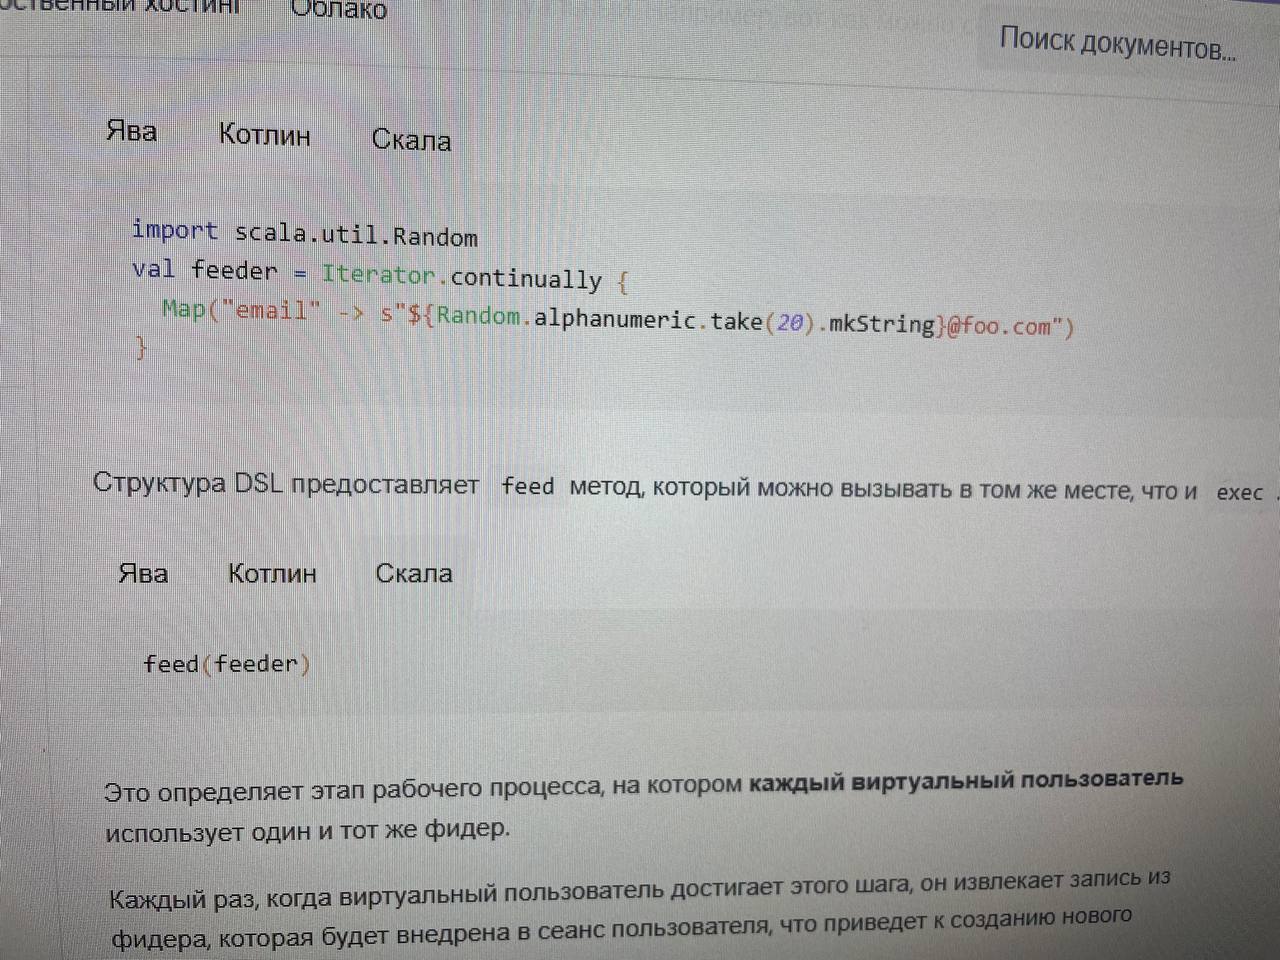 хостинг Облако
Поиск документов...
Ява Котлин Скала
import scala.util.Random
val feeder = Iterator.continually {
  Map("email" -> s"${Random.alphanumeric.take(20).mkString}@foo.com")
}
Структура DSL предоставляет feed метод, который можно вызывать в том же месте, что и exec .
Ява Котлин Скала
feed(feeder)
Это определяет этап рабочего процесса, на котором каждый виртуальный пользователь
использует один и тот же фидер.
Каждый раз, когда виртуальный пользователь достигает этого шага, он извлекает запись из
фидера, которая будет внедрена в сеанс пользователя, что приведет к созданию нового